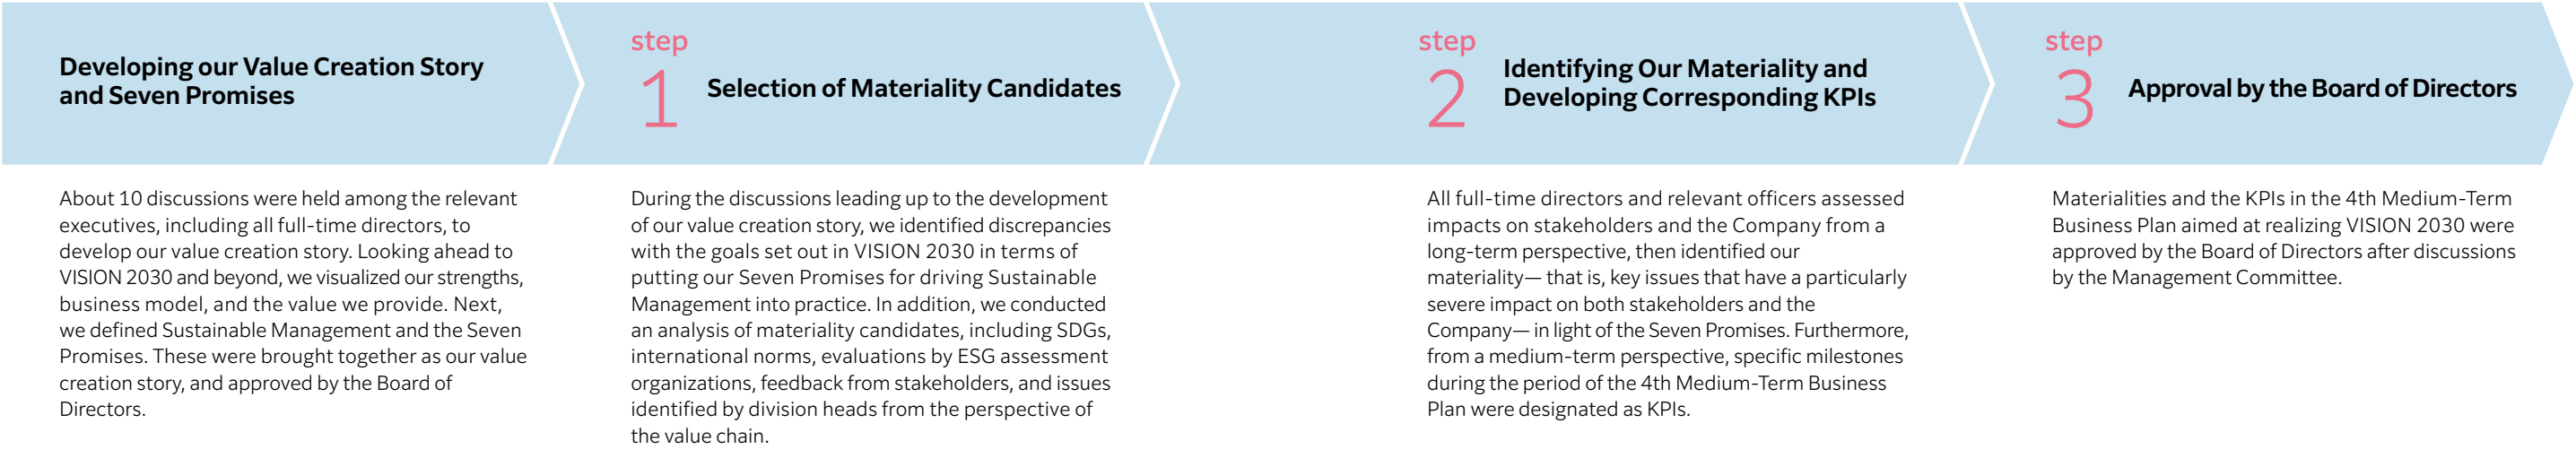 Developing our Value Creation Story
and Seven Promises
About 10 discussions were held among the relevant
executives, including all full-time directors, to
develop our value creation story. Looking ahead to
VISION 2030 and beyond, we visualized our strengths,
business model, and the value we provide. Next,
we defined Sustainable Management and the Seven
Promises. These were brought together as our value
creation story, and approved by the Board of
Directors.
step
1
Selection of Materiality Candidates
During the discussions leading up to the development
of our value creation story, we identified discrepancies
with the goals set out in VISION 2030 in terms of
putting our Seven Promises for driving Sustainable
Management into practice. In addition, we conducted
an analysis of materiality candidates, including SDGs,
international norms, evaluations by ESG assessment
organizations, feedback from stakeholders, and issues
identified by division heads from the perspective of
the value chain.
step
2
Identifying Our Materiality and
Developing Corresponding KPIs
All full-time directors and relevant officers assessed
impacts on stakeholders and the Company from a
long-term perspective, then identified our
materiality— that is, key issues that have a particularly
severe impact on both stakeholders and the
Company— in light of the Seven Promises. Furthermore,
from a medium-term perspective, specific milestones
during the period of the 4th Medium-Term Business
Plan were designated as KPIs.
step
3
Approval by the Board of Directors
Materialities and the KPIs in the 4th Medium-Term
Business Plan aimed at realizing VISION 2030 were
approved by the Board of Directors after discussions
by the Management Committee.